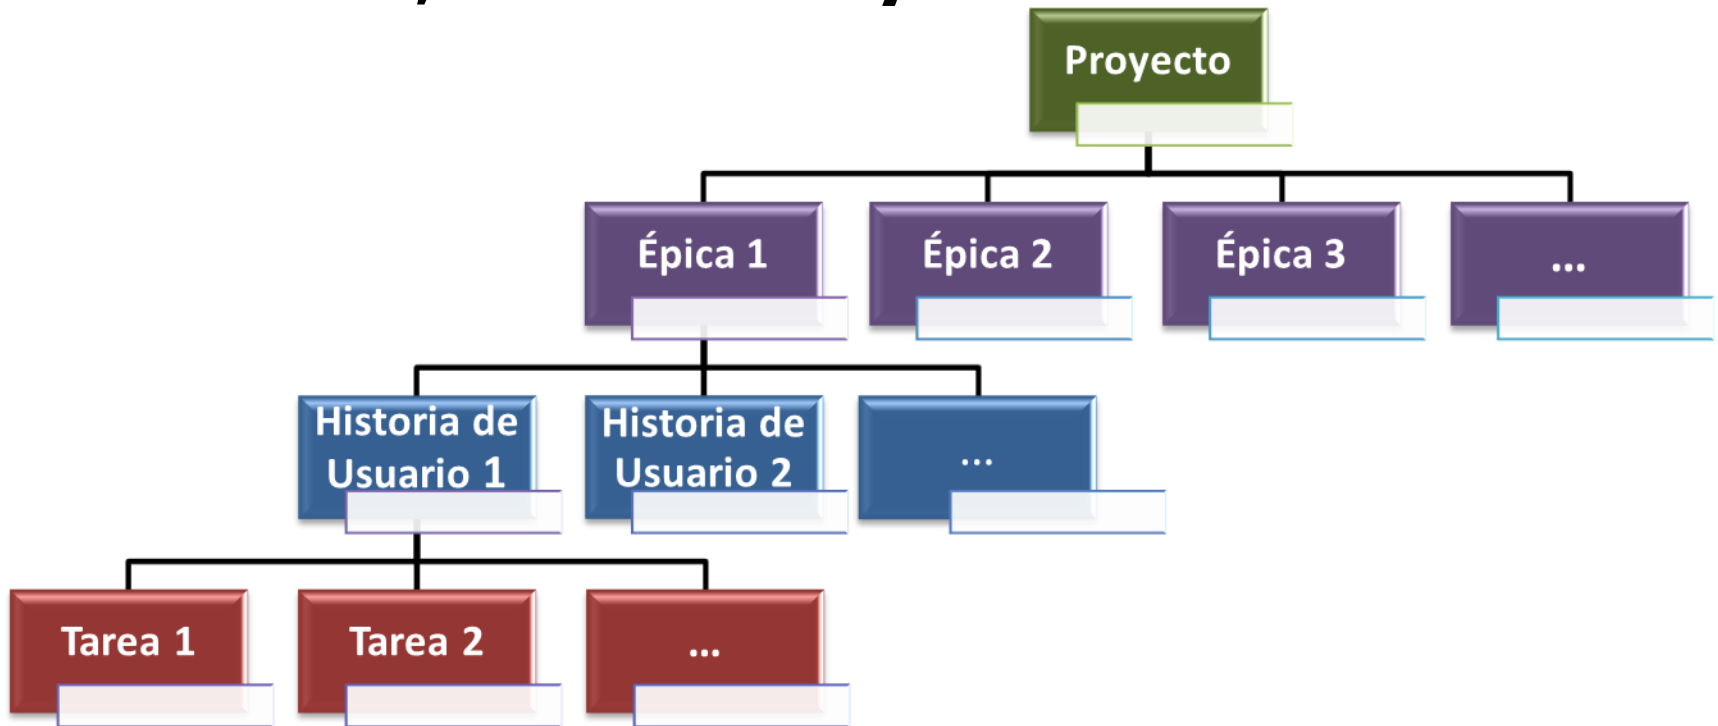 Proyecto
Épica 1
Épica 2
Épica 3
...
Historia de
Usuario 1
Historia de
Usuario 2
...
Tarea 1
Tarea 2
...